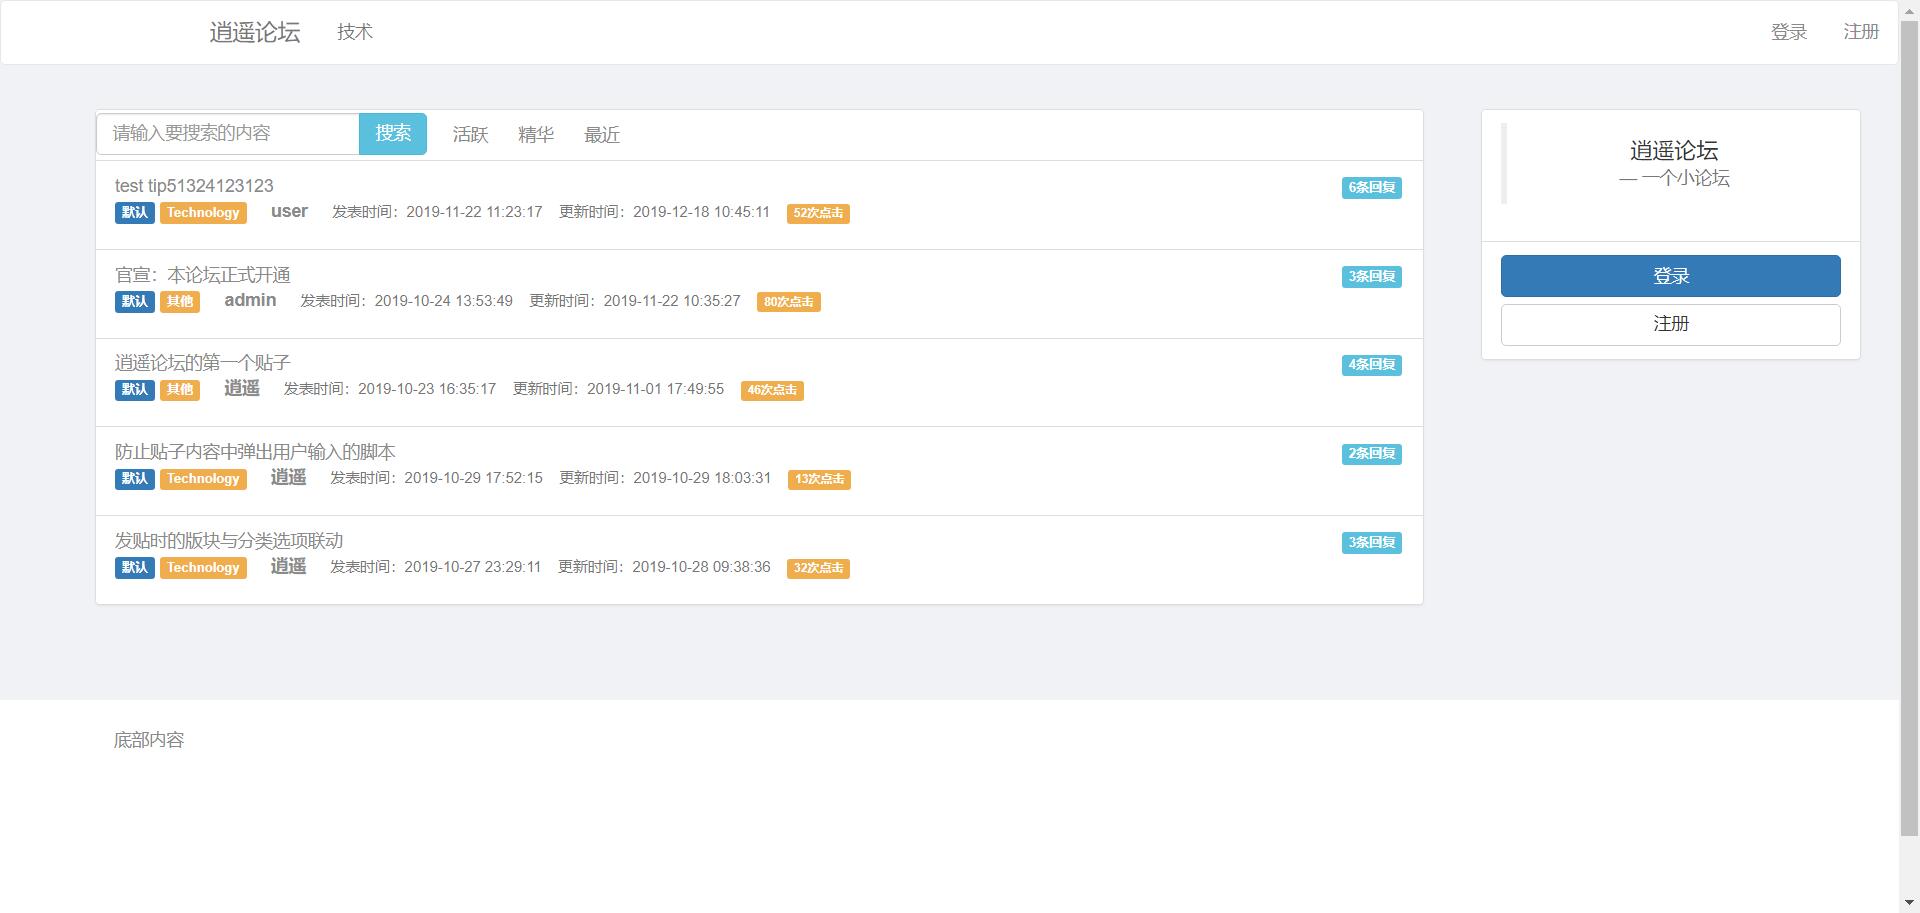 逍遥论坛 技术 登录 注册
请输入要搜索的内容 搜索 活跃 精华 最近
test tip51324123123 6条回复
默认 Technology user 发表时间：2019-11-22 11:23:17 更新时间：2019-12-18 10:45:11 52次点击
官宣：本论坛正式开通 3条回复
默认 其他 admin 发表时间：2019-10-24 13:53:49 更新时间：2019-11-22 10:35:27 80次点击
逍遥论坛的第一个贴子 4条回复
默认 其他 逍遥 发表时间：2019-10-23 16:35:17 更新时间：2019-11-01 17:49:55 46次点击
防止贴子内容中弹出用户输入的脚本 2条回复
默认 Technology 逍遥 发表时间：2019-10-29 17:52:15 更新时间：2019-10-29 18:03:31 13次点击
发贴时的版块与分类选项联动 3条回复
默认 Technology 逍遥 发表时间：2019-10-27 23:29:11 更新时间：2019-10-28 09:38:36 32次点击
逍遥论坛
— 一个小论坛
登录
注册
底部内容